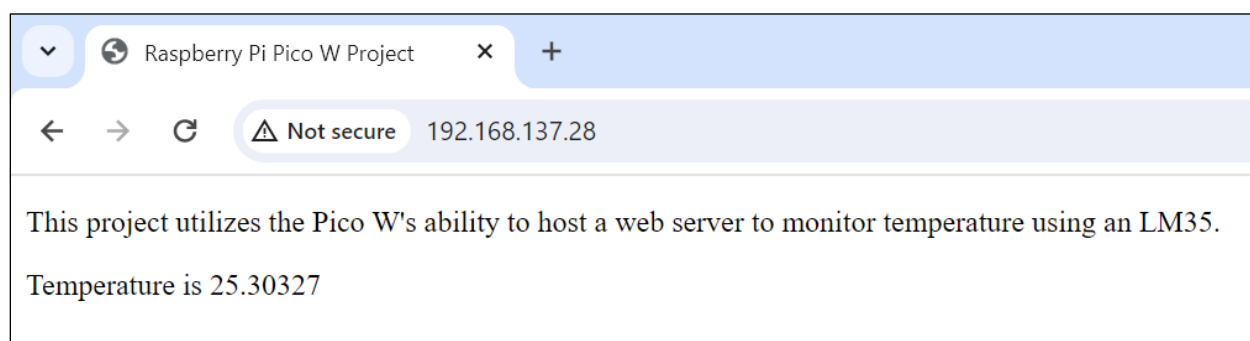 Raspberry Pi Pico W Project
Not secure 192.168.137.28
This project utilizes the Pico W's ability to host a web server to monitor temperature using an LM35.
Temperature is 25.30327